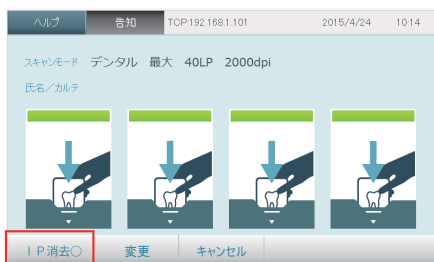 ヘルプ 告知 TCP:192.168.1.101 2015/4/24 10:14
スキャンモード デンタル 最大 40LP 2000dpi
氏名／カルテ
ＩＰ消去○ 変更 キャンセル